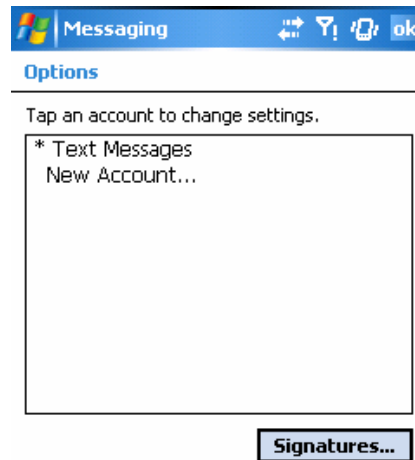 Messaging ok
Options
Tap an account to change settings.
* Text Messages
New Account...
Signatures...